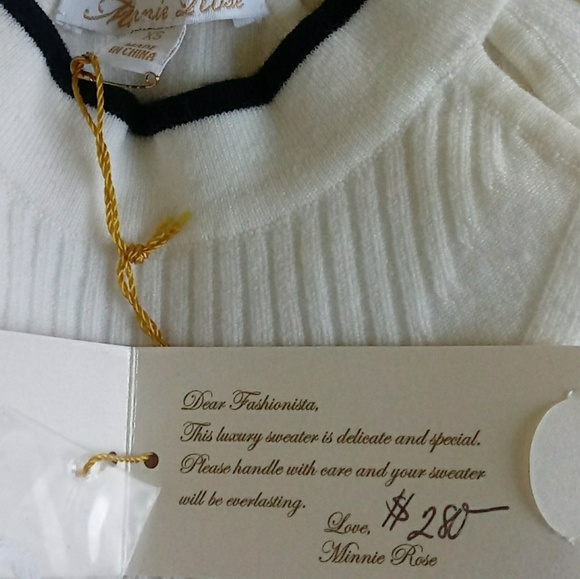 Minnie Rose
XS
MADE
IN CHINA
Dear Fashionista,
This luxury sweater is delicate and special.
Please handle with care and your sweater
will be everlasting.
Love, $280
Minnie Rose